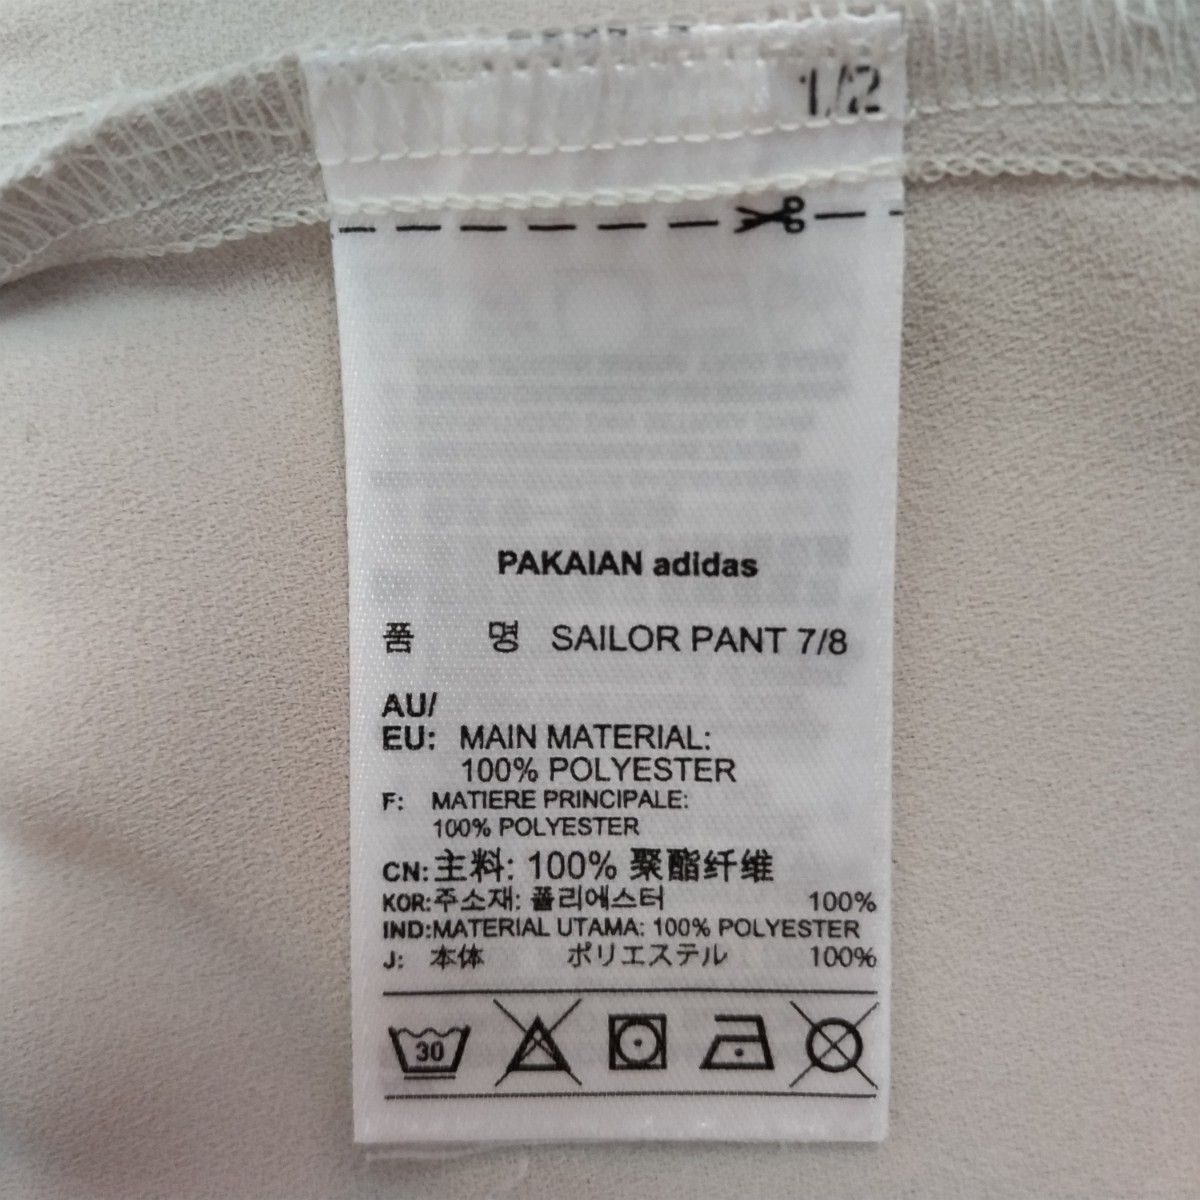 1/2
PAKAIAN adidas
품 명 SAILOR PANT 7/8
AU/
EU: MAIN MATERIAL:
100% POLYESTER
F: MATIERE PRINCIPALE:
100% POLYESTER
CN:主料: 100% 聚酯纤维
KOR:주소재: 폴리에스터 100%
IND:MATERIAL UTAMA: 100% POLYESTER
J: 本体 ポリエステル 100%
30